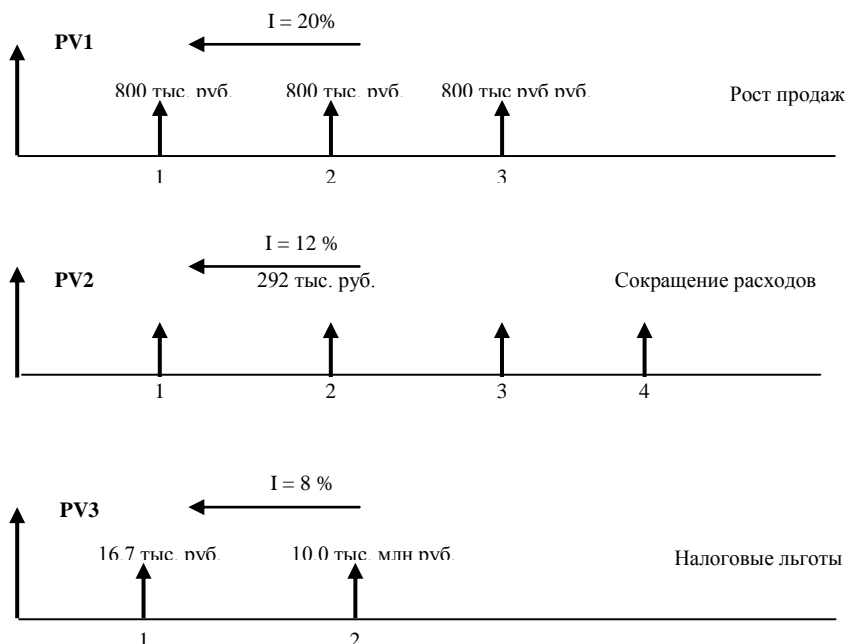 I = 20%
PV1
800 тыс. руб. 800 тыс. руб. 800 тыс руб руб. Рост продаж
1 2 3
I = 12 %
PV2 292 тыс. руб. Сокращение расходов
1 2 3 4
I = 8 %
PV3
16.7 тыс. руб. 10.0 тыс. млн руб. Налоговые льготы
1 2